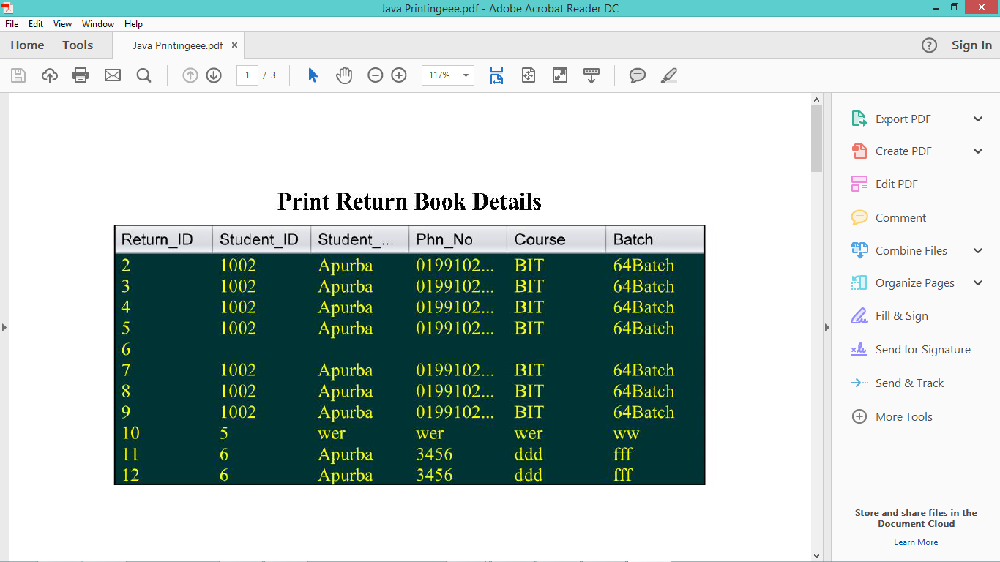 Java Printingeee.pdf - Adobe Acrobat Reader DC
File Edit View Window Help
Home Tools Java Printingeee.pdf × ? Sign In
1 / 3 117%
Print Return Book Details
Return_ID Student_ID Student_... Phn_No Course Batch
2 1002 Apurba 0199102... BIT 64Batch
3 1002 Apurba 0199102... BIT 64Batch
4 1002 Apurba 0199102... BIT 64Batch
5 1002 Apurba 0199102... BIT 64Batch
6
7 1002 Apurba 0199102... BIT 64Batch
8 1002 Apurba 0199102... BIT 64Batch
9 1002 Apurba 0199102... BIT 64Batch
10 5 wer wer wer ww
11 6 Apurba 3456 ddd fff
12 6 Apurba 3456 ddd fff
Export PDF
Create PDF
Edit PDF
Comment
Combine Files
Organize Pages
Fill & Sign
Send for Signature
Send & Track
More Tools
Store and share files in the
Document Cloud
Learn More